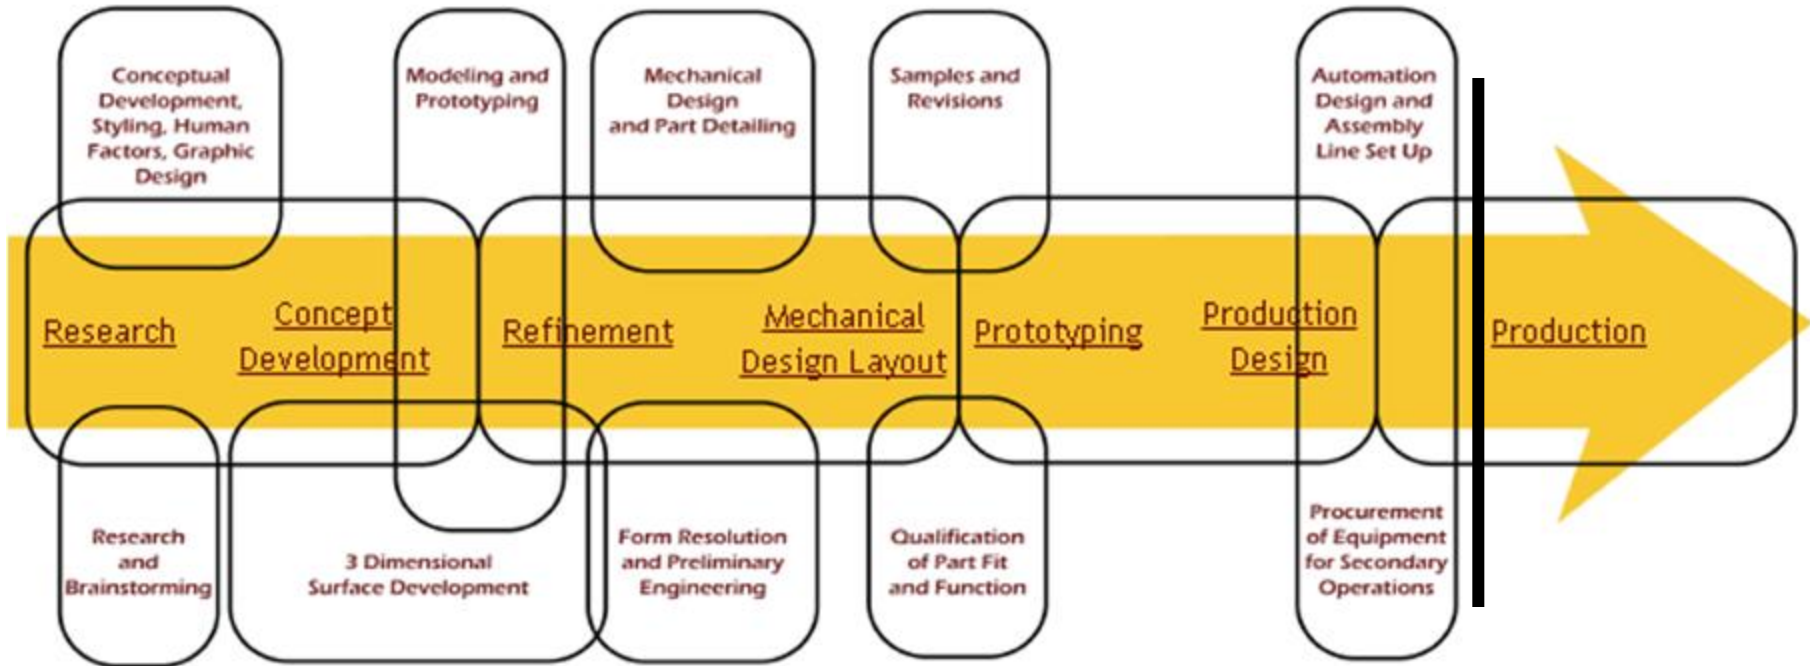 Conceptual
Development,
Styling, Human
Factors, Graphic
Design
Modeling and
Prototyping
Mechanical
Design
and Part Detailing
Samples and
Revisions
Automation
Design and
Assembly
Line Set Up
Research
Concept
Development
Refinement
Mechanical
Design Layout
Prototyping
Production
Design
Production
Research
and
Brainstorming
3 Dimensional
Surface Development
Form Resolution
and Preliminary
Engineering
Qualification
of Part Fit
and Function
Procurement
of Equipment
for Secondary
Operations